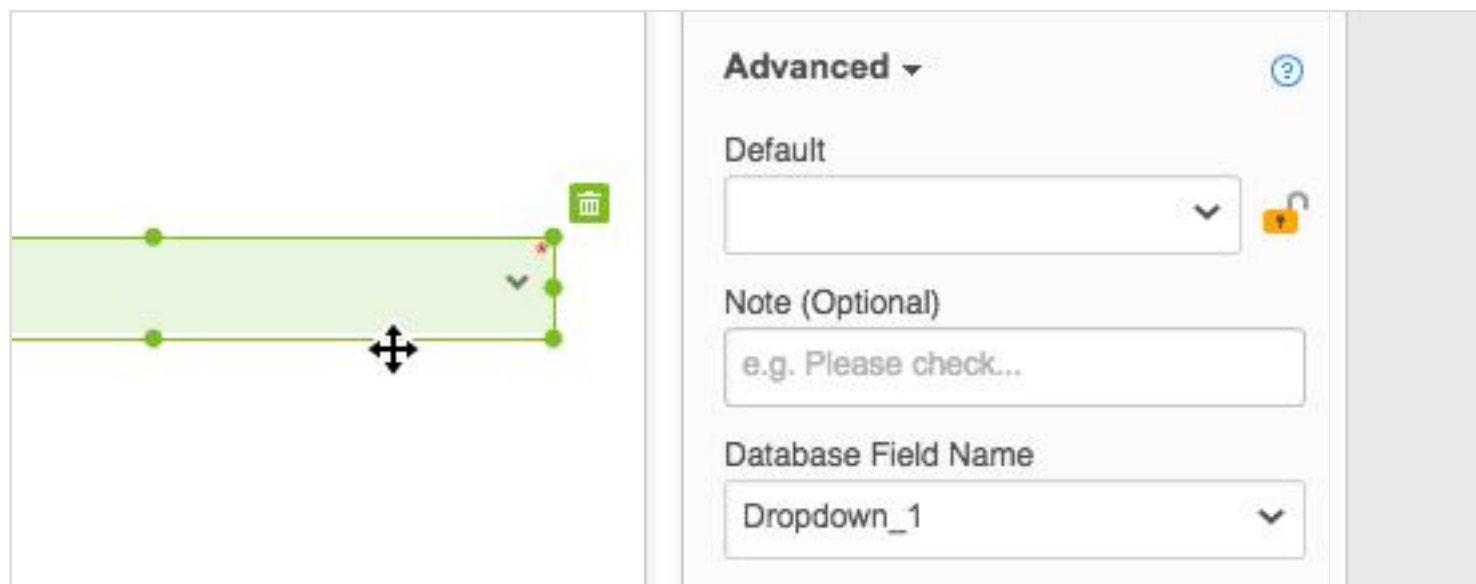 Advanced
Default
*
Note (Optional)
e.g. Please check...
Database Field Name
Dropdown_1